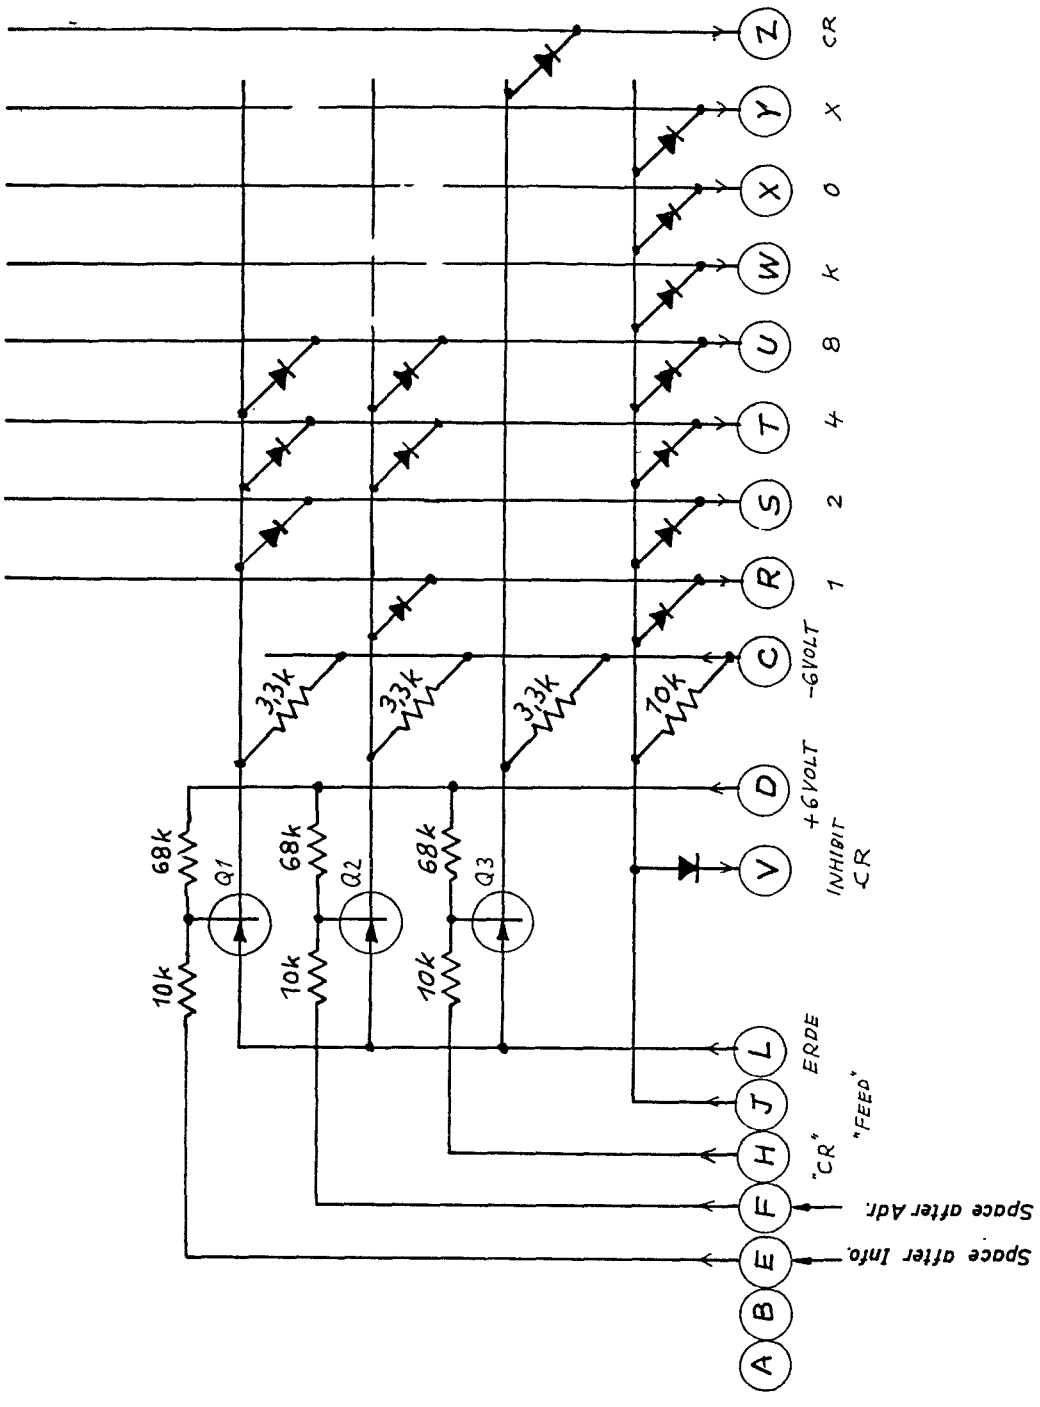 Z CR
Y X
X 0
W K
U 8
T 4
S 2
R 1
C -6VOLT
D +6VOLT
V INHIBIT
CR
L ERDE
J "FEED"
H "CR"
F Space after Adr.
E Space after Info.
B
A
3,3k
3,3k
3,3k
10k
68k
68k
68k
Q1
Q2
Q3
10k
10k
10k